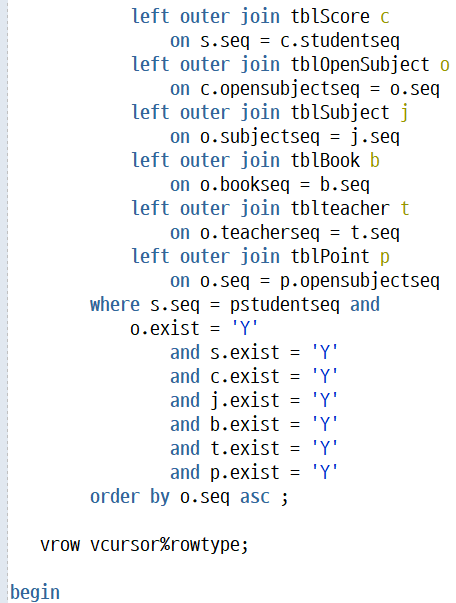 left outer join tblScore c
on s.seq = c.studentseq
left outer join tblOpenSubject o
on c.opensubjectseq = o.seq
left outer join tblSubject j
on o.subjectseq = j.seq
left outer join tblBook b
on o.bookseq = b.seq
left outer join tblteacher t
on o.teacherseq = t.seq
left outer join tblPoint p
on o.seq = p.opensubjectseq
where s.seq = pstudentseq and
o.exist = 'Y'
and s.exist = 'Y'
and c.exist = 'Y'
and j.exist = 'Y'
and b.exist = 'Y'
and t.exist = 'Y'
and p.exist = 'Y'
order by o.seq asc ;
vrow vcursor%rowtype;
begin